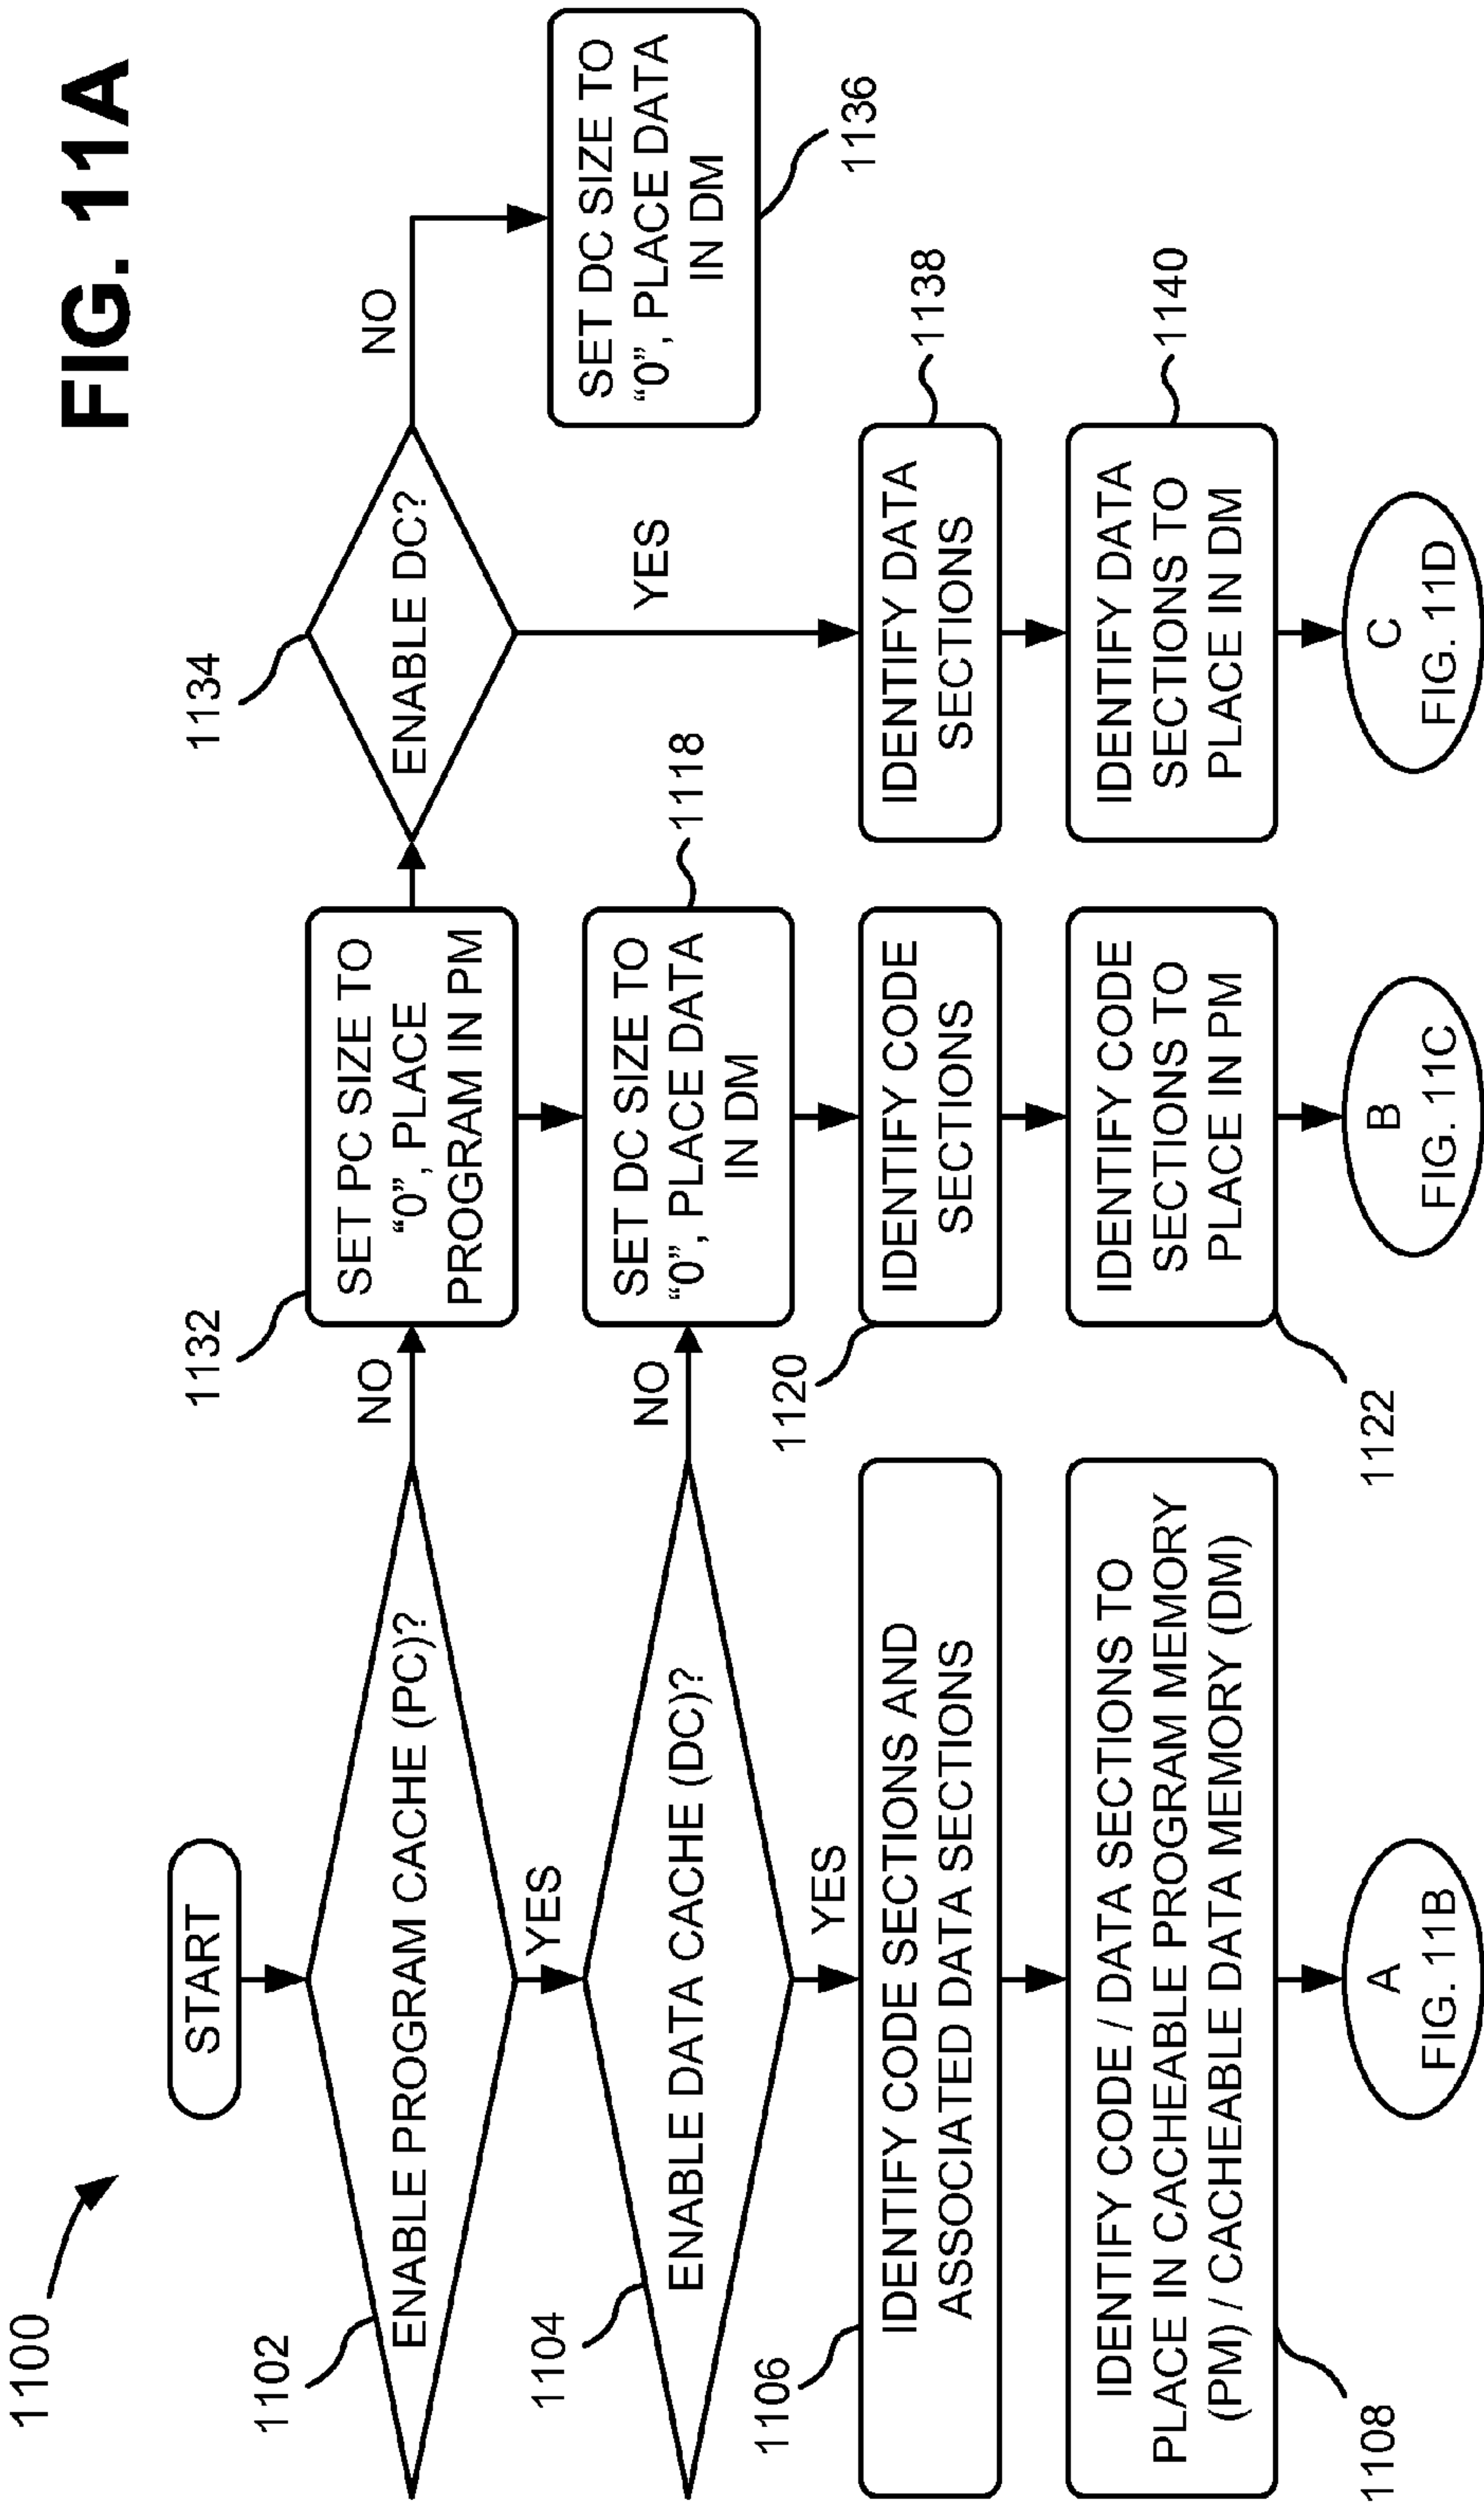 FIG. 11A
1100
START
1102
ENABLE PROGRAM CACHE (PC)?
NO
YES
1132
SET PC SIZE TO
“0”, PLACE
PROGRAM IN PM
1134
ENABLE DC?
NO
YES
SET DC SIZE TO
“0”, PLACE DATA
IN DM
1136
1104
ENABLE DATA CACHE (DC)?
NO
YES
SET DC SIZE TO
“0”, PLACE DATA
IN DM
1118
1106
IDENTIFY CODE SECTIONS AND
ASSOCIATED DATA SECTIONS
1120
IDENTIFY CODE
SECTIONS
IDENTIFY DATA
SECTIONS
1138
1108
IDENTIFY CODE / DATA SECTIONS TO
PLACE IN CACHEABLE PROGRAM MEMORY
(PM) / CACHEABLE DATA MEMORY (DM)
1122
IDENTIFY CODE
SECTIONS TO
PLACE IN PM
IDENTIFY DATA
SECTIONS TO
PLACE IN DM
1140
A
FIG. 11B
B
FIG. 11C
C
FIG. 11D